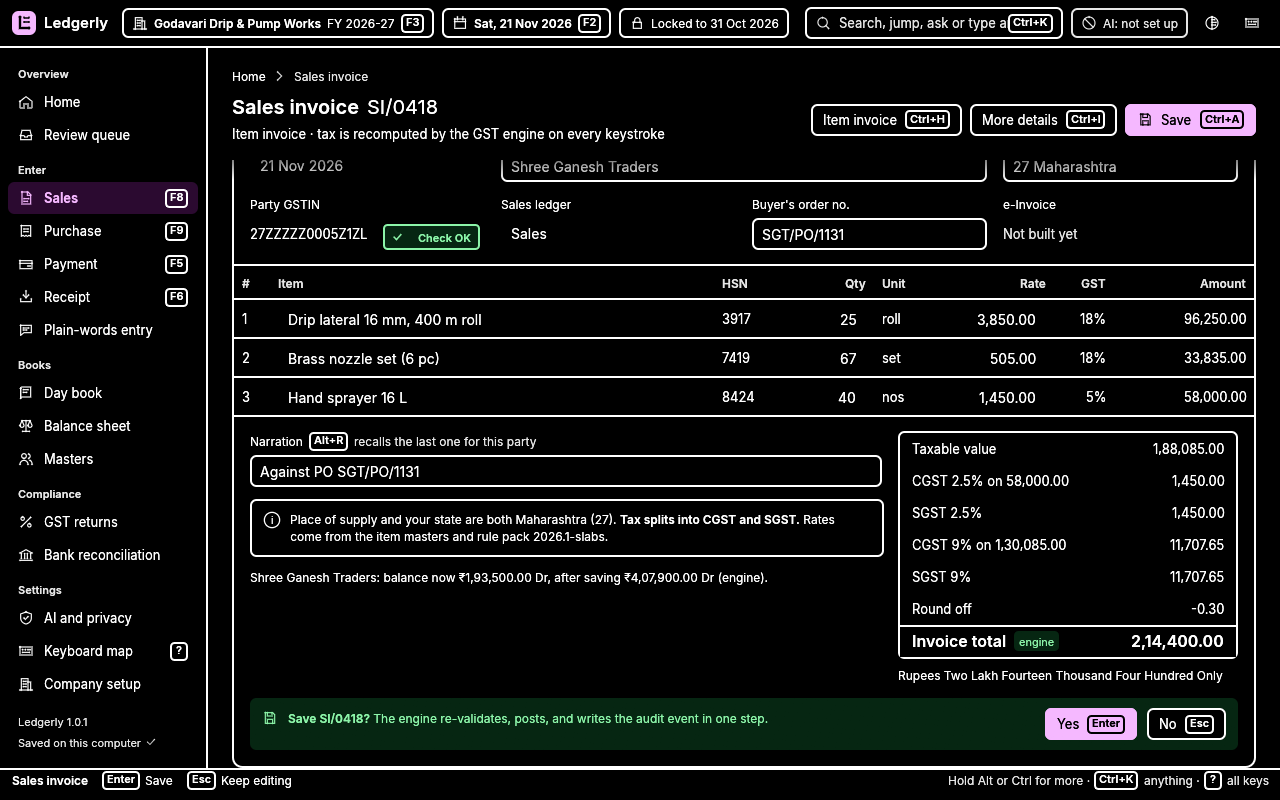 Ledgerly
Godavari Drip & Pump Works FY 2026-27 F3
Sat, 21 Nov 2026 F2
Locked to 31 Oct 2026
Search, jump, ask or type a Ctrl+K
AI: not set up
Overview
Home
Review queue
Enter
Sales F8
Purchase F9
Payment F5
Receipt F6
Plain-words entry
Books
Day book
Balance sheet
Masters
Compliance
GST returns
Bank reconciliation
Settings
AI and privacy
Keyboard map ?
Company setup
Ledgerly 1.0.1
Saved on this computer
Home > Sales invoice
Sales invoice SI/0418
Item invoice · tax is recomputed by the GST engine on every keystroke
Item invoice Ctrl+H
More details Ctrl+I
Save Ctrl+A
21 Nov 2026 Shree Ganesh Traders 27 Maharashtra
Party GSTIN Sales ledger Buyer's order no. e-Invoice
27ZZZZZ0005Z1ZL Check OK Sales SGT/PO/1131 Not built yet
# Item HSN Qty Unit Rate GST Amount
1 Drip lateral 16 mm, 400 m roll 3917 25 roll 3,850.00 18% 96,250.00
2 Brass nozzle set (6 pc) 7419 67 set 505.00 18% 33,835.00
3 Hand sprayer 16 L 8424 40 nos 1,450.00 5% 58,000.00
Narration Alt+R recalls the last one for this party
Against PO SGT/PO/1131
Place of supply and your state are both Maharashtra (27). Tax splits into CGST and SGST. Rates
come from the item masters and rule pack 2026.1-slabs.
Shree Ganesh Traders: balance now ₹1,93,500.00 Dr, after saving ₹4,07,900.00 Dr (engine).
Taxable value 1,88,085.00
CGST 2.5% on 58,000.00 1,450.00
SGST 2.5% 1,450.00
CGST 9% on 1,30,085.00 11,707.65
SGST 9% 11,707.65
Round off -0.30
Invoice total engine 2,14,400.00
Rupees Two Lakh Fourteen Thousand Four Hundred Only
Save SI/0418? The engine re-validates, posts, and writes the audit event in one step.
Yes Enter
No Esc
Sales invoice Enter Save Esc Keep editing
Hold Alt or Ctrl for more · Ctrl+K anything · ? all keys